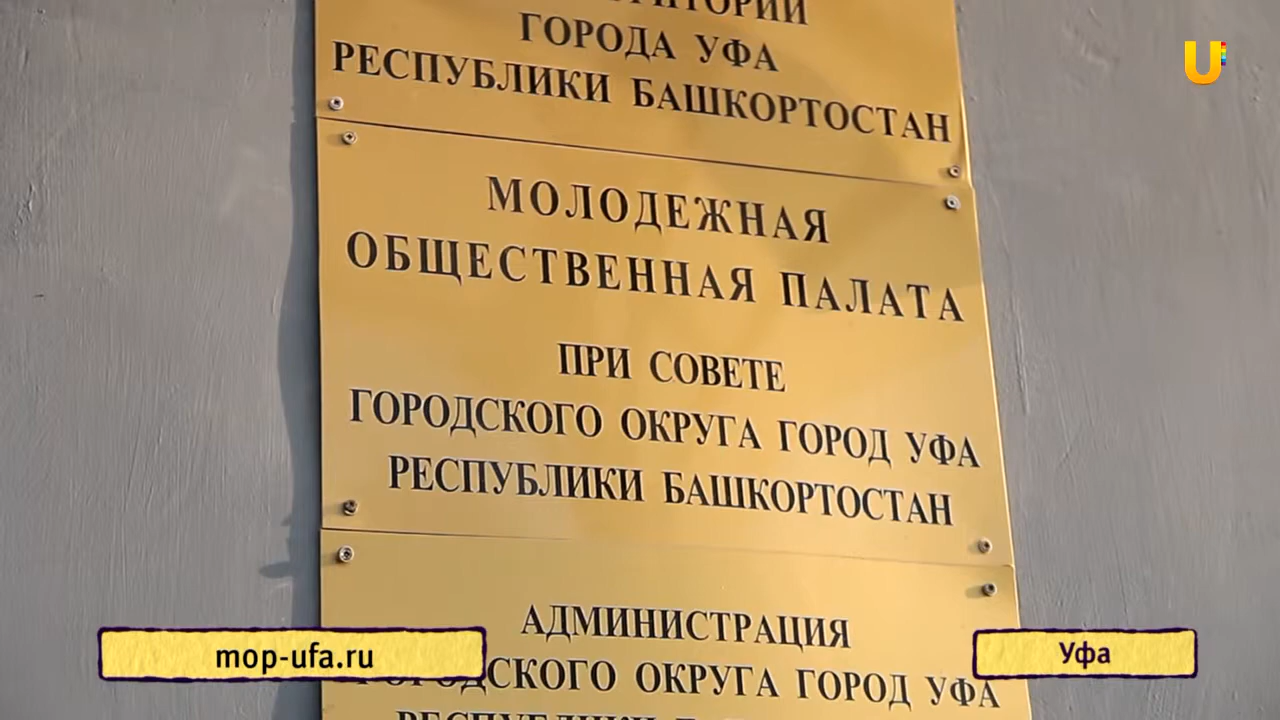 ГОРОДА УФА
РЕСПУБЛИКИ БАШКОРТОСТАН
МОЛОДЕЖНАЯ
ОБЩЕСТВЕННАЯ ПАЛАТА
ПРИ СОВЕТЕ
ГОРОДСКОГО ОКРУГА ГОРОД УФА
РЕСПУБЛИКИ БАШКОРТОСТАН
АДМИНИСТРАЦИЯ
ГОРОДСКОГО ОКРУГА ГОРОД УФА
mop-ufa.ru
Уфа
U